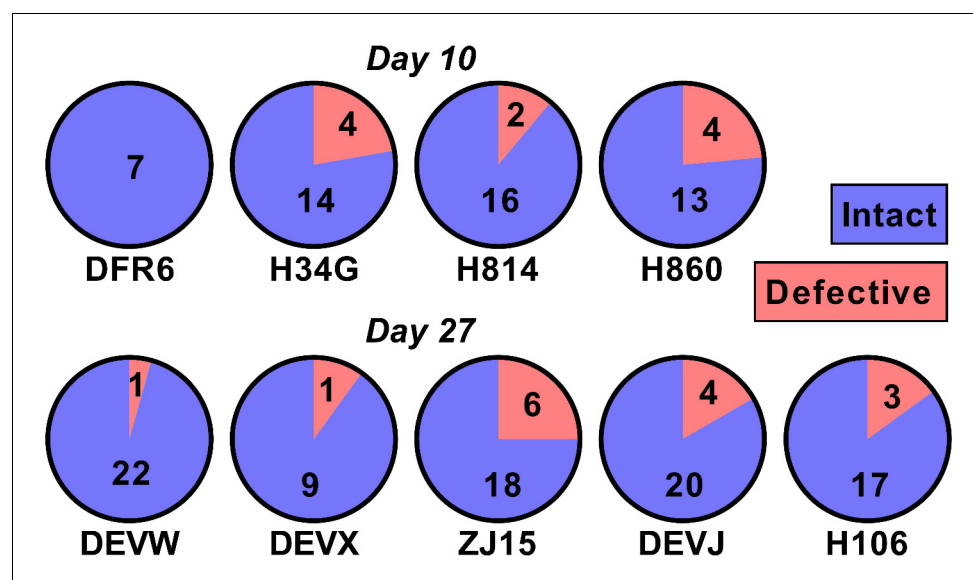 Day 10
7
4
14
2
16
4
13
DFR6 H34G H814 H860
Intact
Defective
Day 27
1
22
1
9
6
18
4
20
3
17
DEVW DEVX ZJ15 DEVJ H106